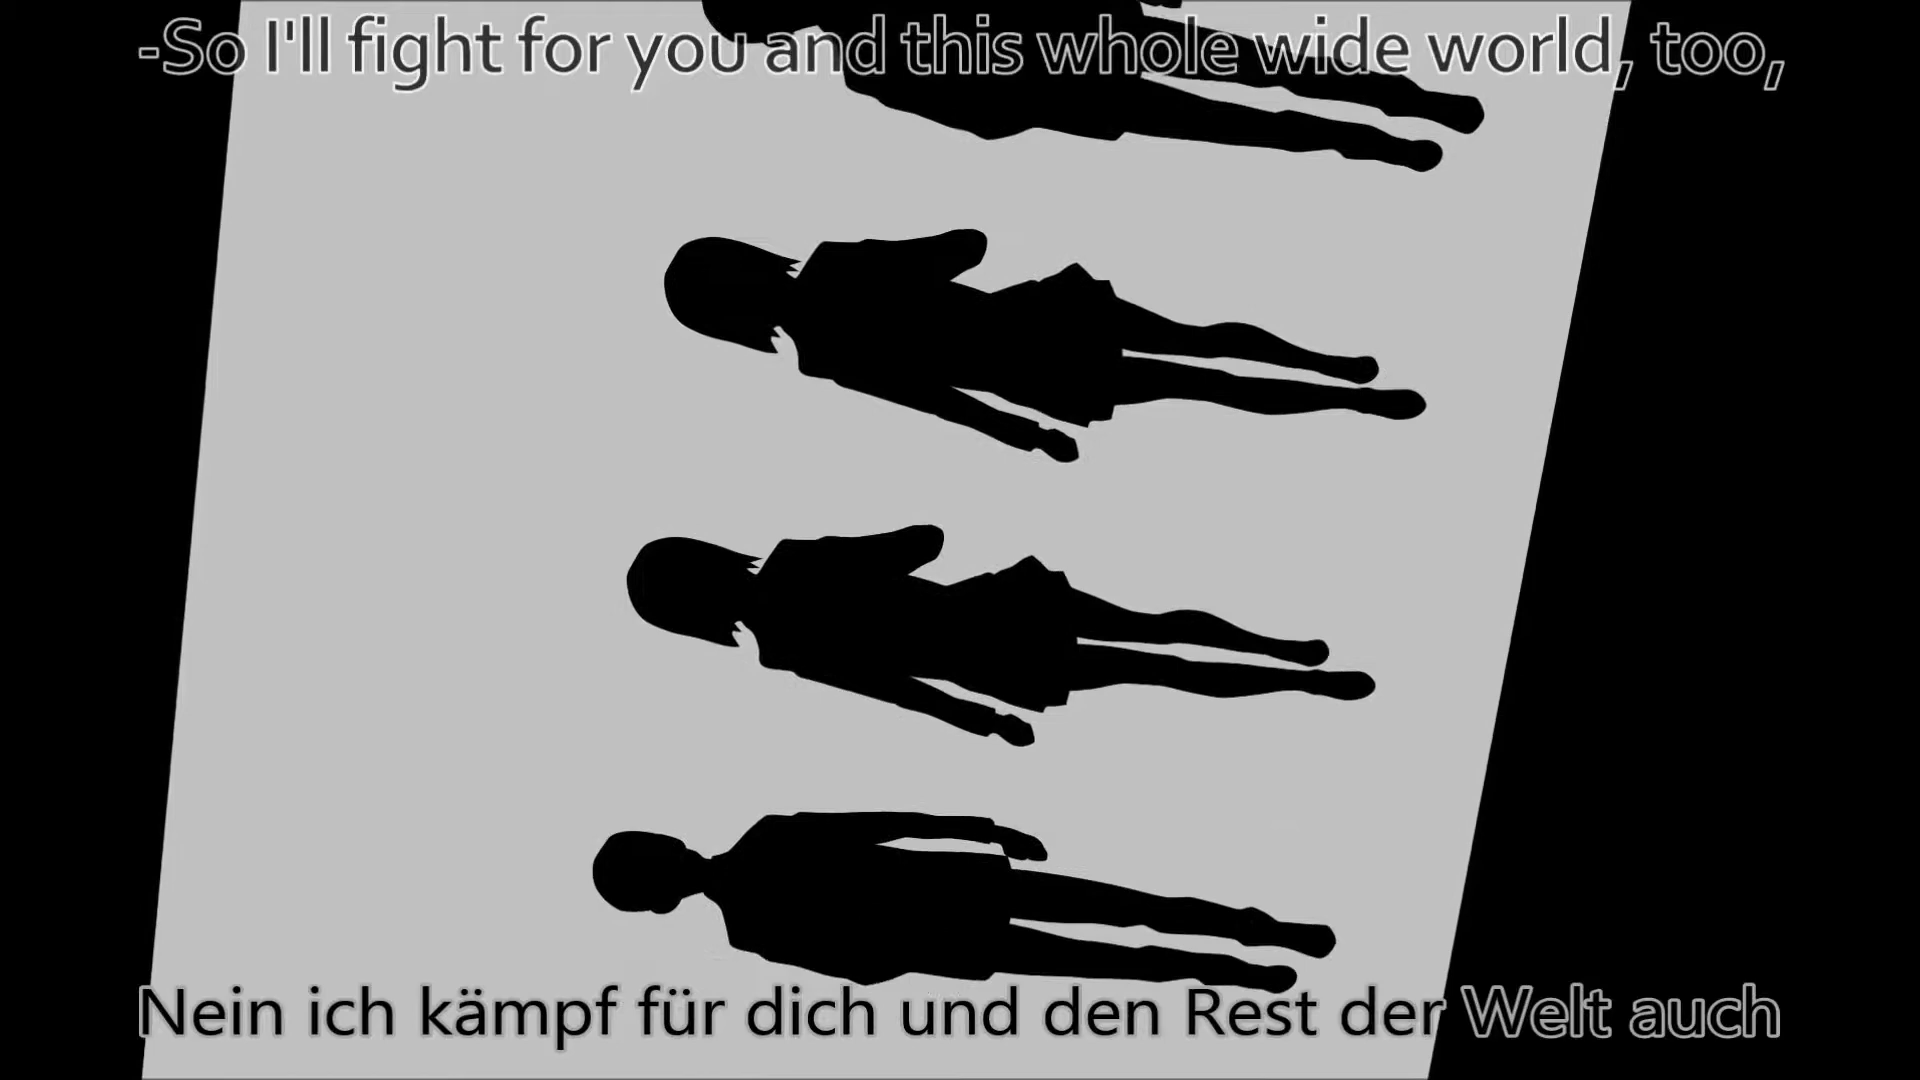 -So I'll fight for you and this whole wide world, too,
Nein ich kämpf für dich und den Rest der Welt auch